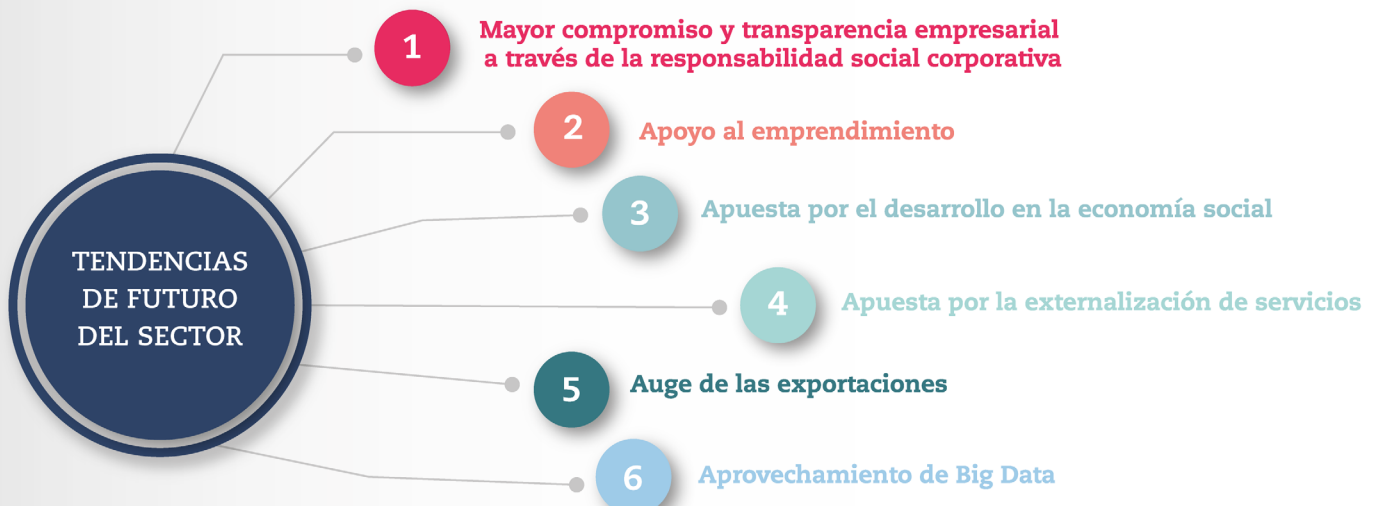 TENDENCIAS
DE FUTURO
DEL SECTOR
1
Mayor compromiso y transparencia empresarial
a través de la responsabilidad social corporativa
2
Apoyo al emprendimiento
3
Apuesta por el desarrollo en la economía social
4
Apuesta por la externalización de servicios
5
Auge de las exportaciones
6
Aprovechamiento de Big Data